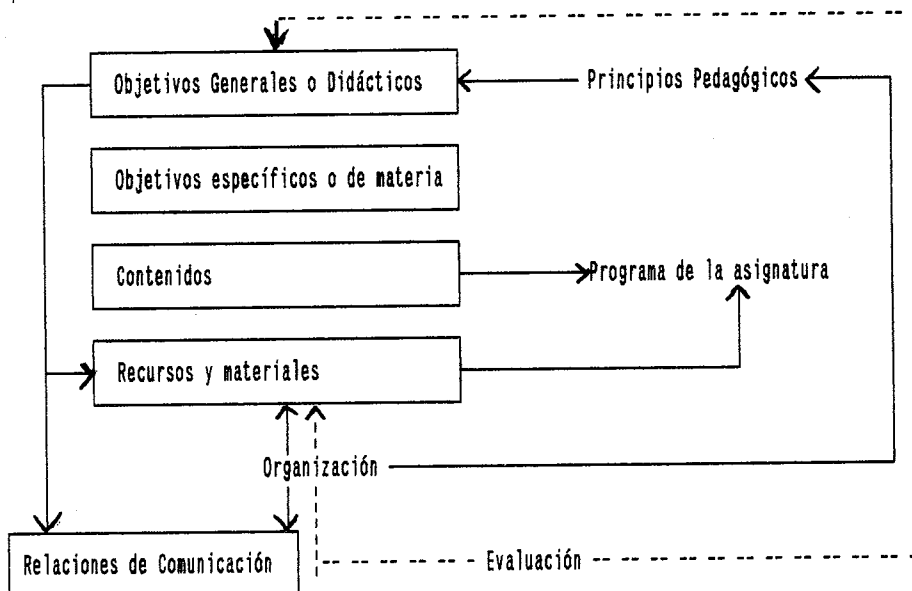 Objetivos Generales o Didácticos
Principios Pedagógicos
Objetivos específicos o de materia
Contenidos
Programa de la asignatura
Recursos y materiales
Organización
Relaciones de Comunicación
Evaluación